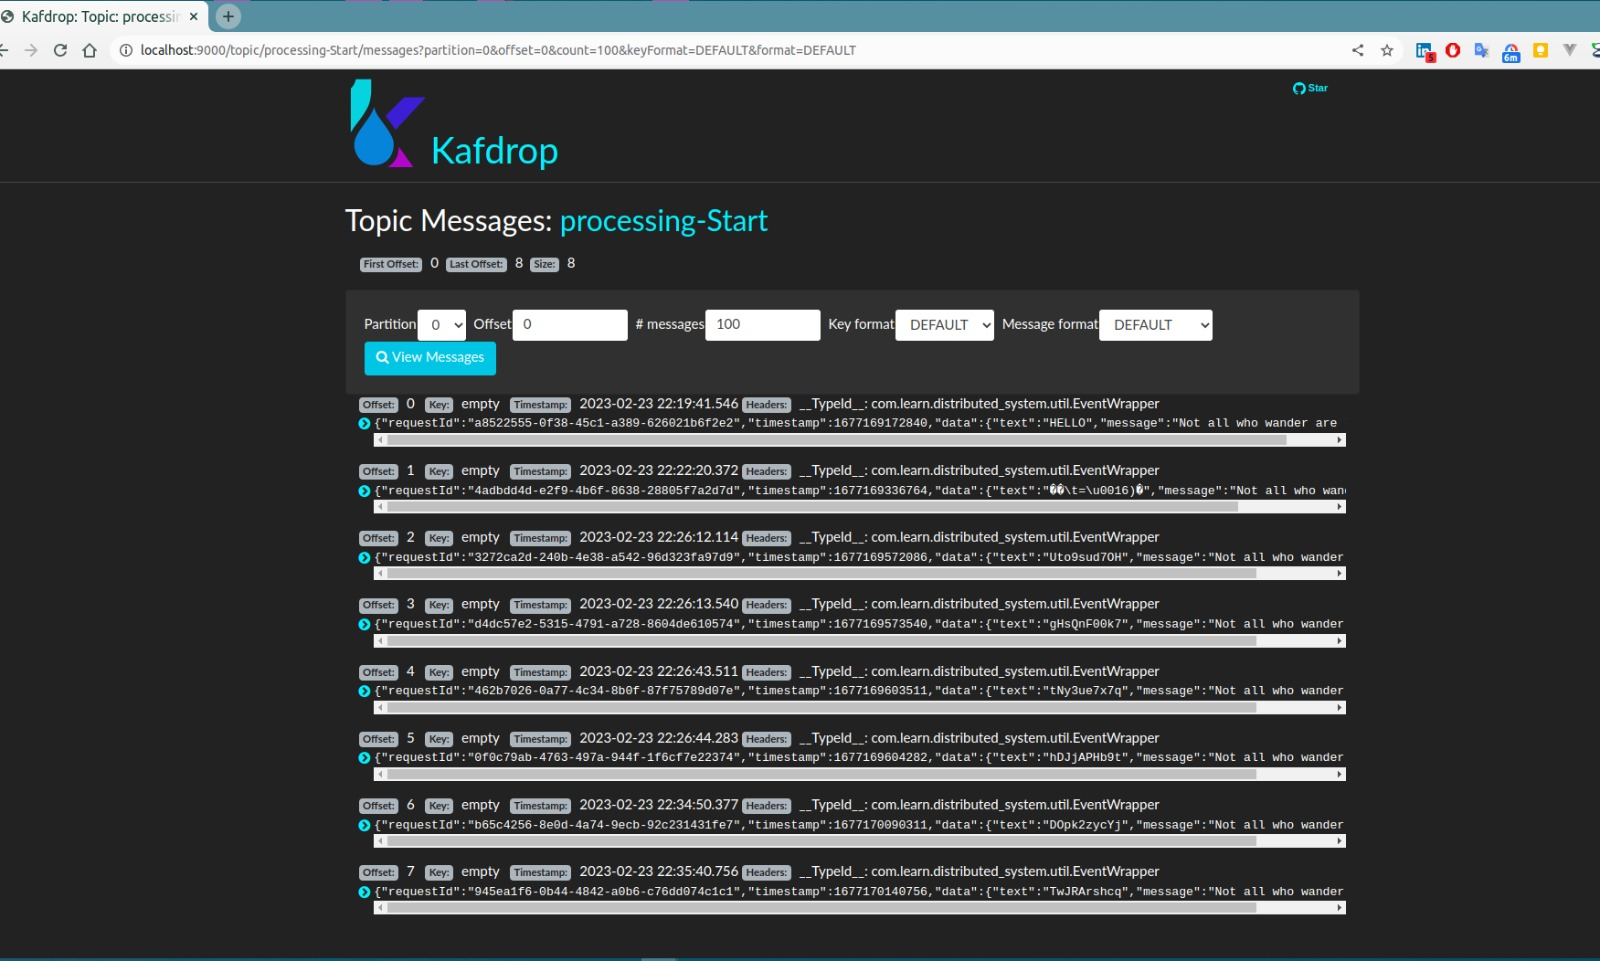 Kafdrop: Topic: processin
localhost:9000/topic/processing-Start/messages?partition=0&offset=0&count=100&keyFormat=DEFAULT&format=DEFAULT
5
6m
Star
Kafdrop
Topic Messages: processing-Start
First Offset: 0 Last Offset: 8 Size: 8
Partition 0 Offset 0 # messages 100 Key format DEFAULT Message format DEFAULT
View Messages
Offset: 0 Key: empty Timestamp: 2023-02-23 22:19:41.546 Headers: __TypeId__: com.learn.distributed_system.util.EventWrapper
{"requestId":"a8522555-0f38-45c1-a389-626021b6f2e2","timestamp":1677169172840,"data":{"text":"HELLO","message":"Not all who wander are
Offset: 1 Key: empty Timestamp: 2023-02-23 22:22:20.372 Headers: __TypeId__: com.learn.distributed_system.util.EventWrapper
{"requestId":"4adbdd4d-e2f9-4b6f-8638-28805f7a2d7d","timestamp":1677169336764,"data":{"text":"��\t=\u0016)�","message":"Not all who wan
Offset: 2 Key: empty Timestamp: 2023-02-23 22:26:12.114 Headers: __TypeId__: com.learn.distributed_system.util.EventWrapper
{"requestId":"3272ca2d-240b-4e38-a542-96d323fa97d9","timestamp":1677169572086,"data":{"text":"Uto9sud7OH","message":"Not all who wander
Offset: 3 Key: empty Timestamp: 2023-02-23 22:26:13.540 Headers: __TypeId__: com.learn.distributed_system.util.EventWrapper
{"requestId":"d4dc57e2-5315-4791-a728-8604de610574","timestamp":1677169573540,"data":{"text":"gHsQnF00k7","message":"Not all who wander
Offset: 4 Key: empty Timestamp: 2023-02-23 22:26:43.511 Headers: __TypeId__: com.learn.distributed_system.util.EventWrapper
{"requestId":"462b7026-0a77-4c34-8b0f-87f75789d07e","timestamp":1677169603511,"data":{"text":"tNy3ue7x7q","message":"Not all who wander
Offset: 5 Key: empty Timestamp: 2023-02-23 22:26:44.283 Headers: __TypeId__: com.learn.distributed_system.util.EventWrapper
{"requestId":"0f0c79ab-4763-497a-944f-1f6cf7e22374","timestamp":1677169604282,"data":{"text":"hDJjAPHb9t","message":"Not all who wander
Offset: 6 Key: empty Timestamp: 2023-02-23 22:34:50.377 Headers: __TypeId__: com.learn.distributed_system.util.EventWrapper
{"requestId":"b65c4256-8e0d-4a74-9ecb-92c231431fe7","timestamp":1677170090311,"data":{"text":"DOpk2zycYj","message":"Not all who wander
Offset: 7 Key: empty Timestamp: 2023-02-23 22:35:40.756 Headers: __TypeId__: com.learn.distributed_system.util.EventWrapper
{"requestId":"945ea1f6-0b44-4842-a0b6-c76dd074c1c1","timestamp":1677170140756,"data":{"text":"TwJRArshcq","message":"Not all who wander